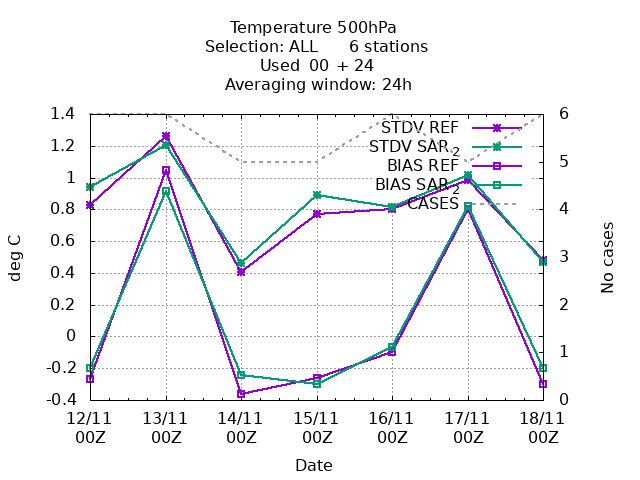 Temperature 500hPa
Selection: ALL      6 stations
Used  00 + 24
Averaging window: 24h
1.4
1.2
1
0.8
0.6
0.4
0.2
0
-0.2
-0.4
deg C
6
5
4
3
2
1
0
No cases
STDV REF
STDV SAR_2
BIAS REF
BIAS SAR_2
CASES
12/11 13/11 14/11 15/11 16/11 17/11 18/11
00Z 00Z 00Z 00Z 00Z 00Z 00Z
Date